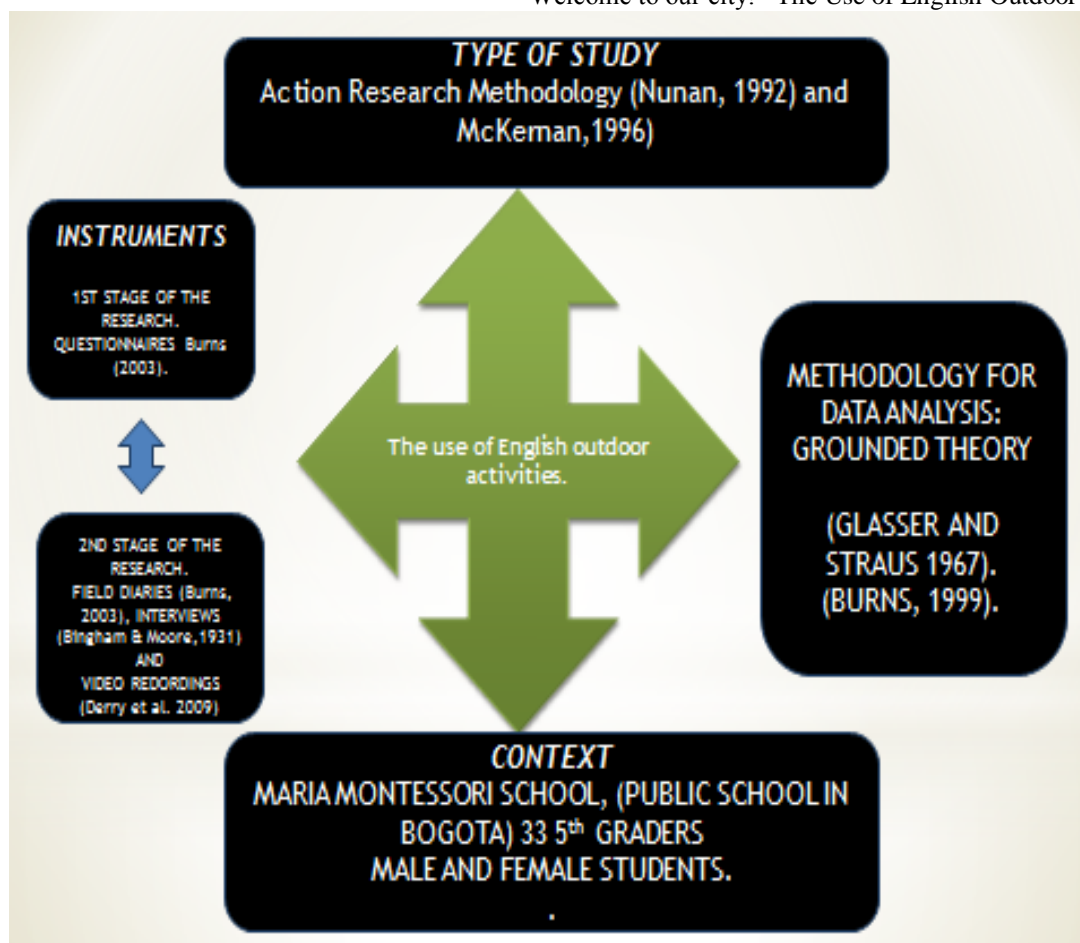 Welcome to our city! The Use of English Outdoor
TYPE OF STUDY
Action Research Methodology (Nunan, 1992) and
McKernan,1996)
INSTRUMENTS
1ST STAGE OF THE
RESEARCH.
QUESTIONNAIRES Burns
(2003).
2ND STAGE OF THE
RESEARCH.
FIELD DIARIES (Burns,
2003), INTERVIEWS
(Bingham & Moore,1931)
AND
VIDEO REDORDINGS
(Derry et al. 2009)
The use of English outdoor
activities.
METHODOLOGY FOR
DATA ANALYSIS:
GROUNDED THEORY
(GLASSER AND
STRAUS 1967).
(BURNS, 1999).
CONTEXT
MARIA MONTESSORI SCHOOL, (PUBLIC SCHOOL IN
BOGOTA) 33 5th GRADERS
MALE AND FEMALE STUDENTS.
.